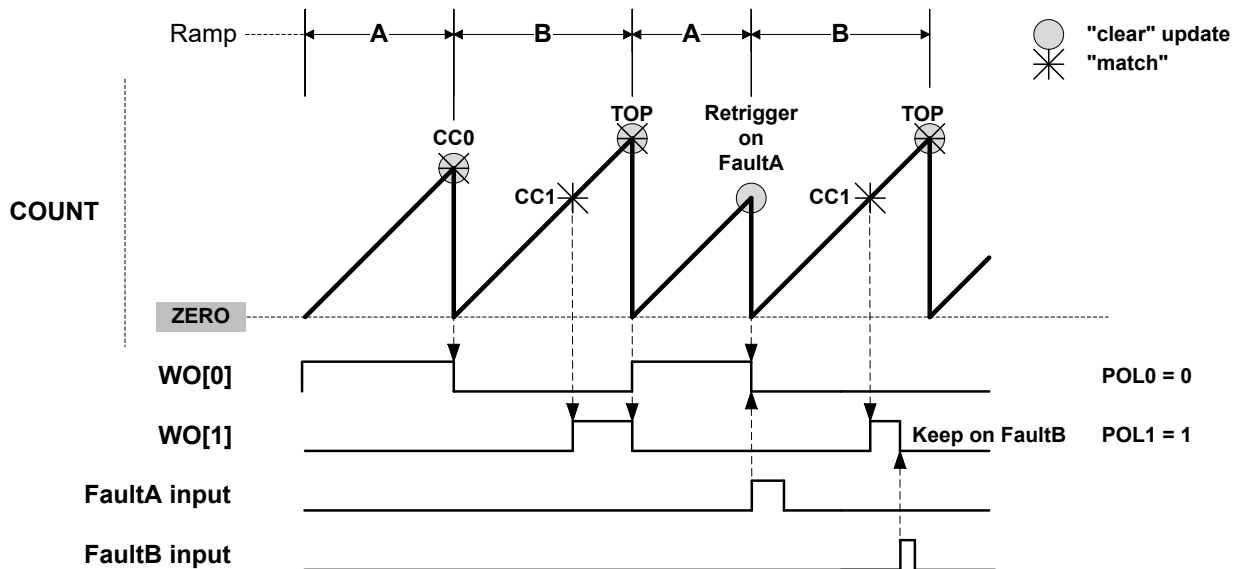 Ramp
A
B
A
B
"clear" update
"match"
TOP
Retrigger
on
FaultA
TOP
CC0
CC1
CC1
COUNT
ZERO
WO[0]
POL0 = 0
WO[1]
Keep on FaultB
POL1 = 1
FaultA input
FaultB input